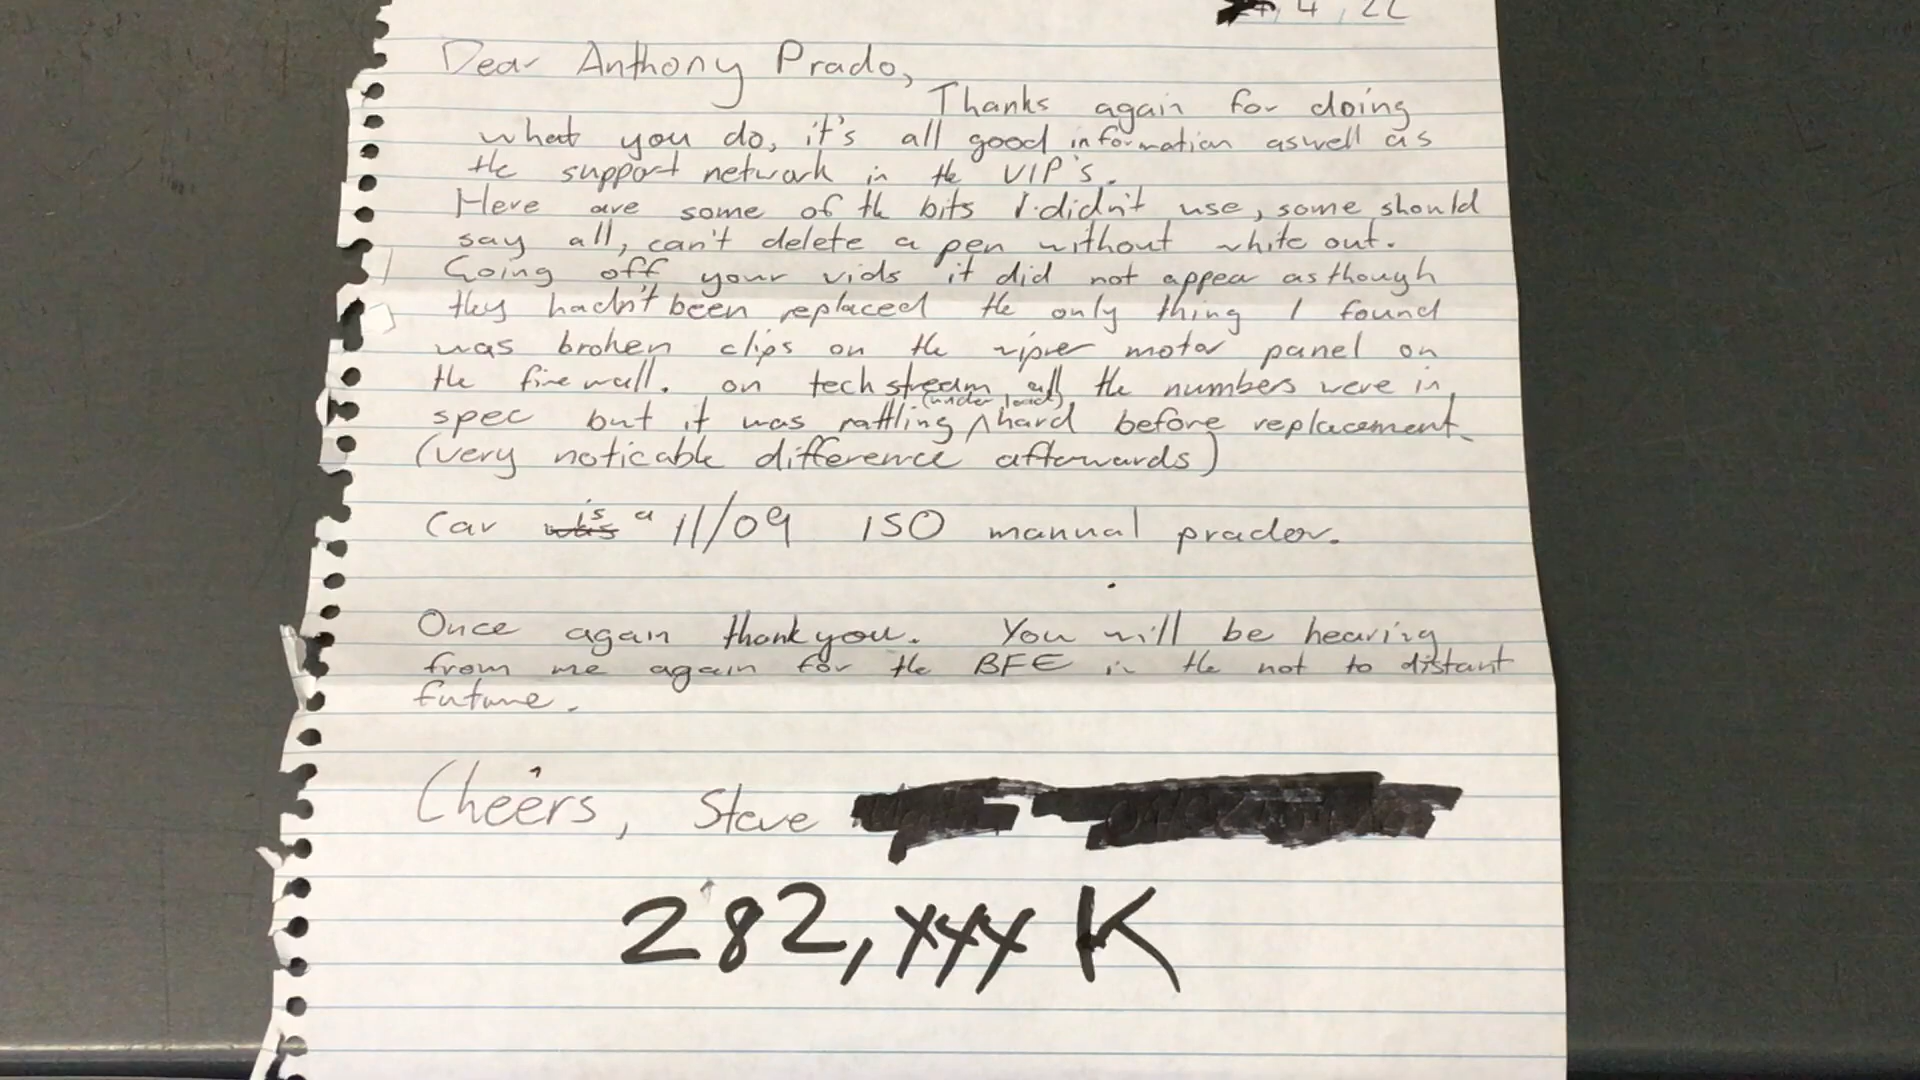 4, 22
Dear Anthony Prado,
Thanks again for doing
what you do, it's all good information aswell as
the support network in the VIP's.
Here are some of the bits I didn't use, some should
say all, can't delete a pen without white out.
Going off your vids it did not appear as though
they hadn't been replaced the only thing I found
was broken clips on the wiper motor panel on
the firewall. on techstream all the numbers were in
(under load)
spec but it was rattling ^ hard before replacement.
(very noticable difference afterwards)
Car is a 11/09 150 manual prador.
Once again thankyou. You will be hearing
from me again for the BFE in the not to distant
future.
Cheers, Steve
282,xxx K